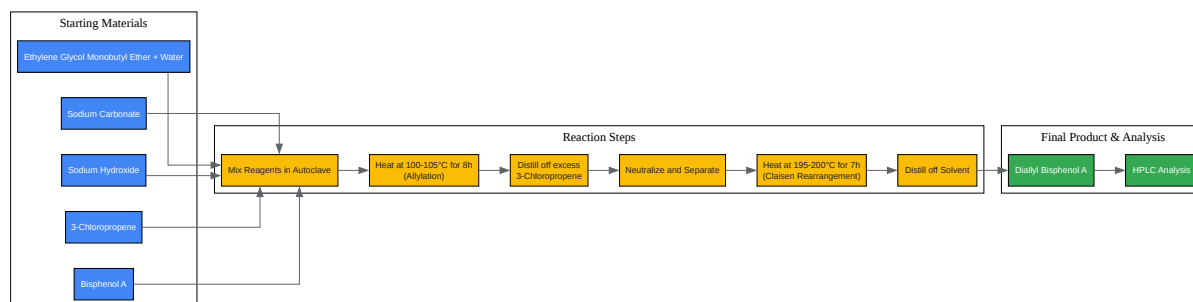 Starting Materials
Ethylene Glycol Monobutyl Ether + Water
Sodium Carbonate
Sodium Hydroxide
3-Chloropropene
Bisphenol A
Reaction Steps
Mix Reagents in Autoclave
Heat at 100-105°C for 8h
(Allylation)
Distill off excess
3-Chloropropene
Neutralize and Separate
Heat at 195-200°C for 7h
(Claisen Rearrangement)
Distill off Solvent
Final Product & Analysis
Diallyl Bisphenol A
HPLC Analysis